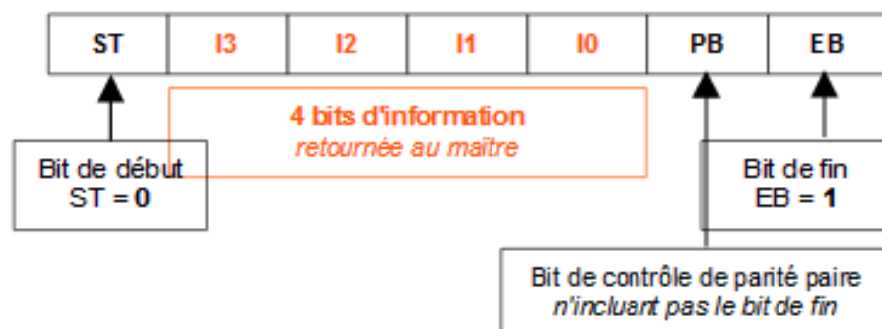 ST I3 I2 I1 I0 PB EB
4 bits d'information
retournée au maître
Bit de début
ST = 0
Bit de fin
EB = 1
Bit de contrôle de parité paire
n'incluant pas le bit de fin